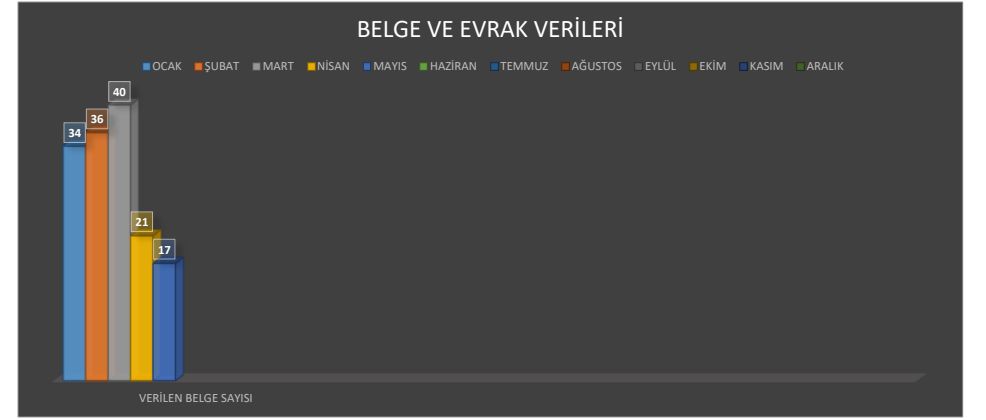 BELGE VE EVRAK VERİLERİ
OCAK ŞUBAT MART NİSAN MAYIS HAZİRAN TEMMUZ AĞUSTOS EYLÜL EKİM KASIM ARALIK
40
36
34
21
17
VERİLEN BELGE SAYISI